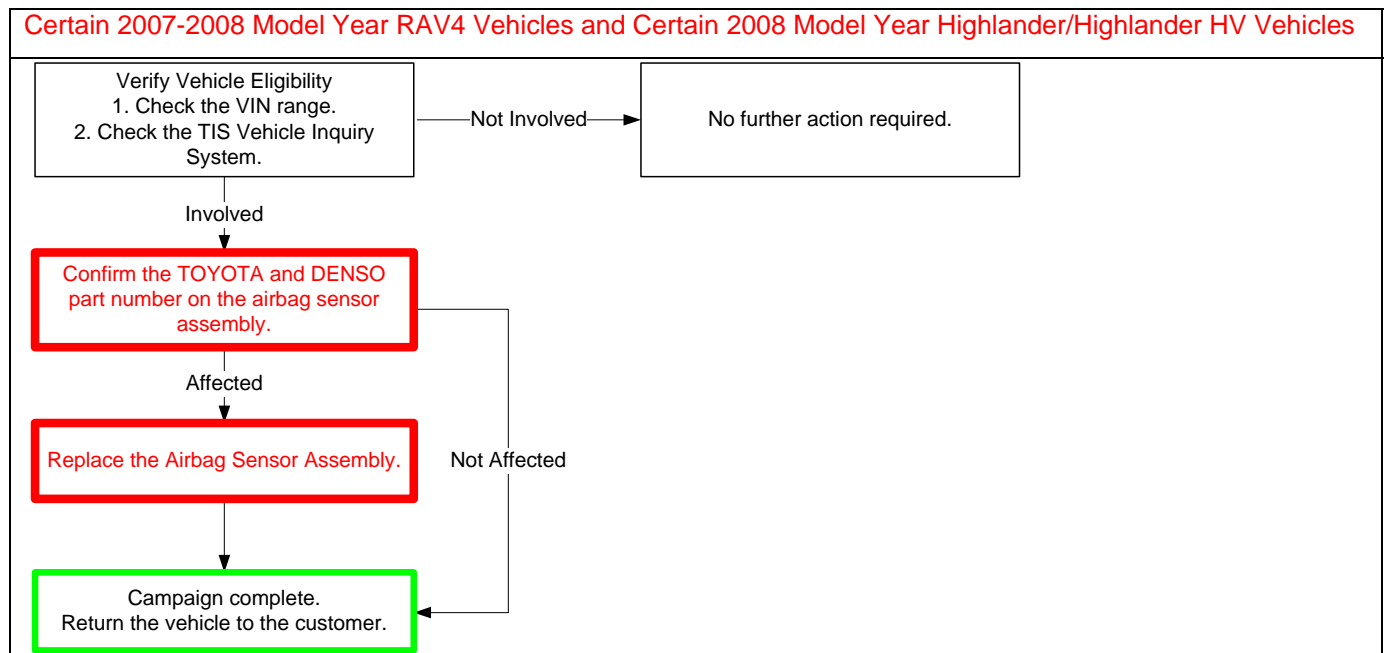 Certain 2007-2008 Model Year RAV4 Vehicles and Certain 2008 Model Year Highlander/Highlander HV Vehicles
Verify Vehicle Eligibility
1. Check the VIN range.
2. Check the TIS Vehicle Inquiry
System.
Not Involved
No further action required.
Involved
Confirm the TOYOTA and DENSO
part number on the airbag sensor
assembly.
Affected
Replace the Airbag Sensor Assembly.
Not Affected
Campaign complete.
Return the vehicle to the customer.